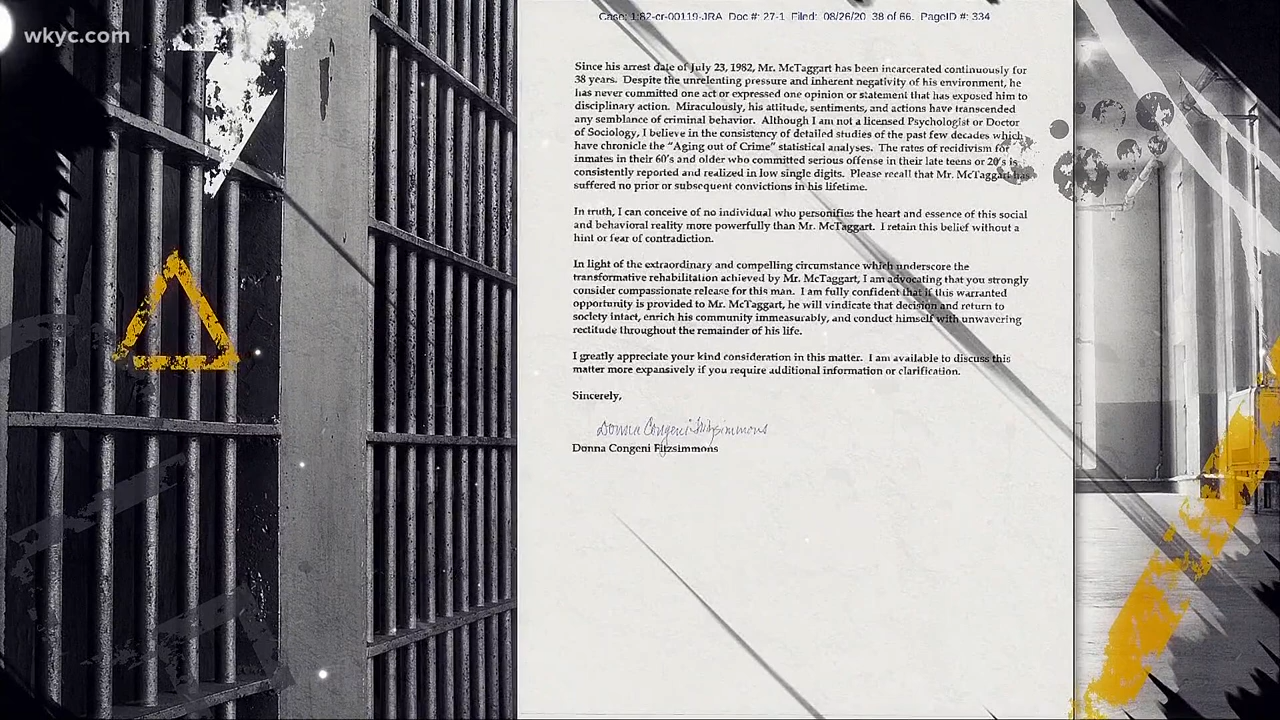 wkyc.com
Case: 1:82-cr-00119-JRA Doc #: 27-1 Filed: 08/26/20 38 of 66. PageID #: 334
Since his arrest date of July 23, 1982, Mr. McTaggart has been incarcerated continuously for
38 years. Despite the unrelenting pressure and inherent negativity of his environment, he
has never committed one act or expressed one opinion or statement that has exposed him to
disciplinary action. Miraculously, his attitude, sentiments, and actions have transcended
any semblance of criminal behavior. Although I am not a licensed Psychologist or Doctor
of Sociology, I believe in the consistency of detailed studies of the past few decades which
have chronicle the “Aging out of Crime” statistical analyses. The rates of recidivism for
inmates in their 60's and older who committed serious offense in their late teens or 20's is
consistently reported and realized in low single digits. Please recall that Mr. McTaggart has
suffered no prior or subsequent convictions in his lifetime.
In truth, I can conceive of no individual who personifies the heart and essence of this social
and behavioral reality more powerfully than Mr. McTaggart. I retain this belief without a
hint or fear of contradiction.
In light of the extraordinary and compelling circumstance which underscore the
transformative rehabilitation achieved by Mr. McTaggart, I am advocating that you strongly
consider compassionate release for this man. I am fully confident that if this warranted
opportunity is provided to Mr. McTaggart, he will vindicate that decision and return to
society intact, enrich his community immeasurably, and conduct himself with unwavering
rectitude throughout the remainder of his life.
I greatly appreciate your kind consideration in this matter. I am available to discuss this
matter more expansively if you require additional information or clarification.
Sincerely,
Donna Congeni Fitzsimmons
Donna Congeni Fitzsimmons